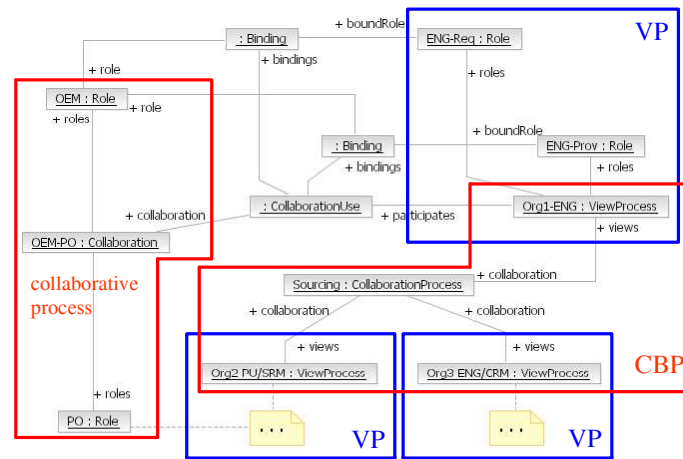 + boundRole
VP
: Binding
ENG-Req : Role
+ bindings
+ role
+ roles
OEM : Role
+ role
+ roles
+ boundRole
: Binding
ENG-Prov : Role
+ bindings
+ roles
+ collaboration
: CollaborationUse
+ participates
Org1-ENG : ViewProcess
+ views
OEM-PO : Collaboration
collaborative
process
+ collaboration
Sourcing : CollaborationProcess
+ collaboration
+ collaboration
+ views
+ views
CBP
Org2 PU/SRM : ViewProcess
Org3 ENG/CRM : ViewProcess
+ roles
PO : Role
...
...
VP
VP